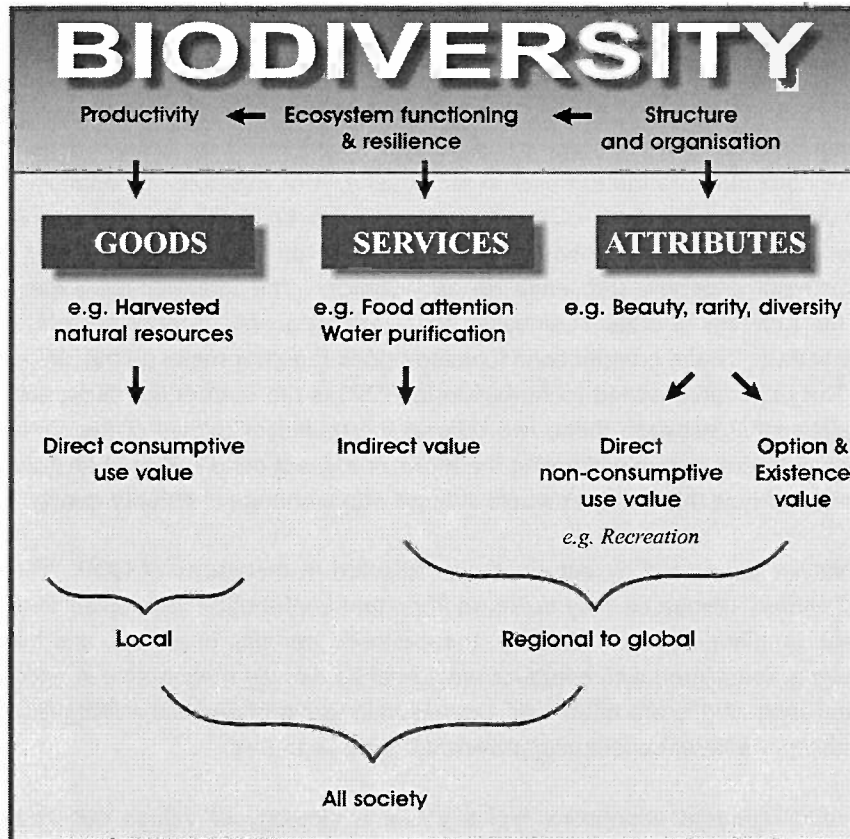 BIODIVERSITY
Productivity
Ecosystem functioning
& resilience
Structure
and organisation
GOODS
SERVICES
ATTRIBUTES
e.g. Harvested
natural resources
e.g. Food attention
Water purification
e.g. Beauty, rarity, diversity
Direct consumptive
use value
Indirect value
Direct
non-consumptive
use value
e.g. Recreation
Option &
Existence
value
Local
Regional to global
All society